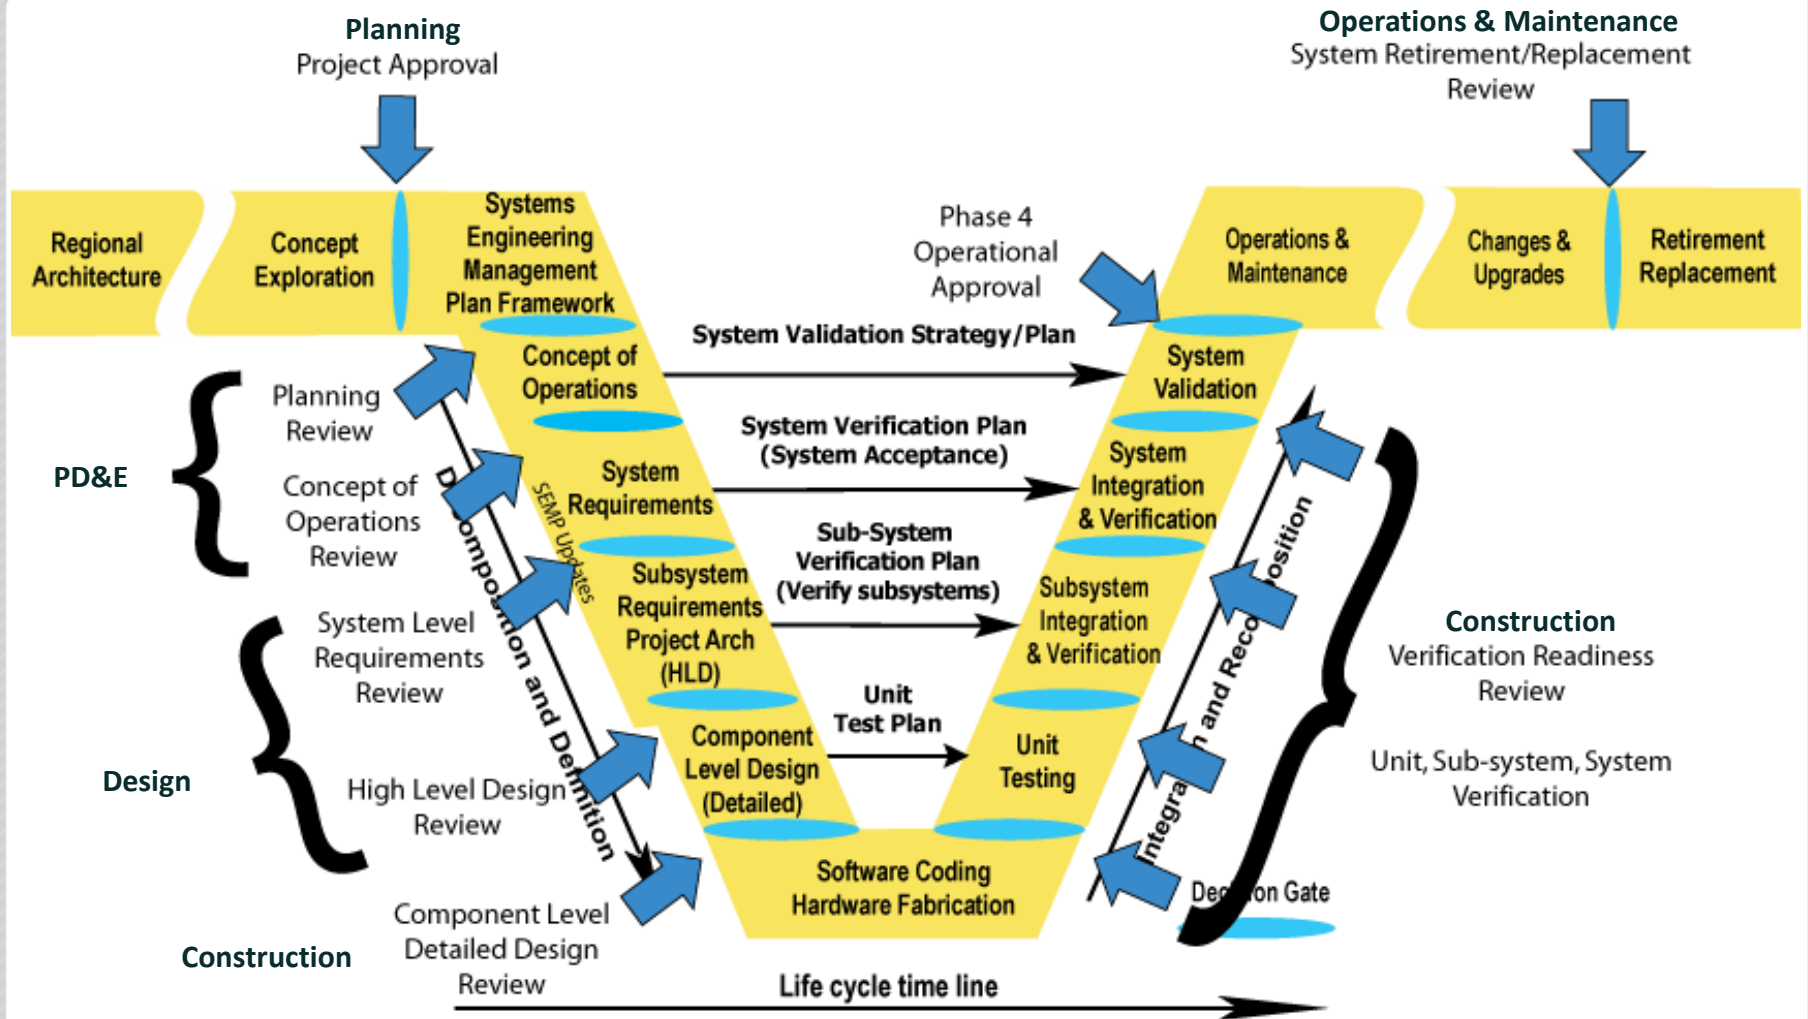 Planning
Project Approval
Operations & Maintenance
System Retirement/Replacement
Review
Regional
Architecture
Concept
Exploration
Systems
Engineering
Management
Plan Framework
Phase 4
Operational
Approval
Operations &
Maintenance
Changes &
Upgrades
Retirement
Replacement
Concept of
Operations
System Validation Strategy/Plan
System
Validation
PD&E
Planning
Review
Concept of
Operations
Review
System
Requirements
SEMP Updates
System Verification Plan
(System Acceptance)
System
Integration
& Verification
Design
System Level
Requirements
Review
High Level Design
Review
Subsystem
Requirements
Project Arch
(HLD)
Sub-System
Verification Plan
(Verify subsystems)
Subsystem
Integration
& Verification
Component
Level Design
(Detailed)
Unit
Test Plan
Unit
Testing
Construction
Verification Readiness
Review
Unit, Sub-system, System
Verification
and Definition
and
Software Coding
Hardware Fabrication
Gate
Construction
Component Level
Detailed Design
Review
Life cycle time line